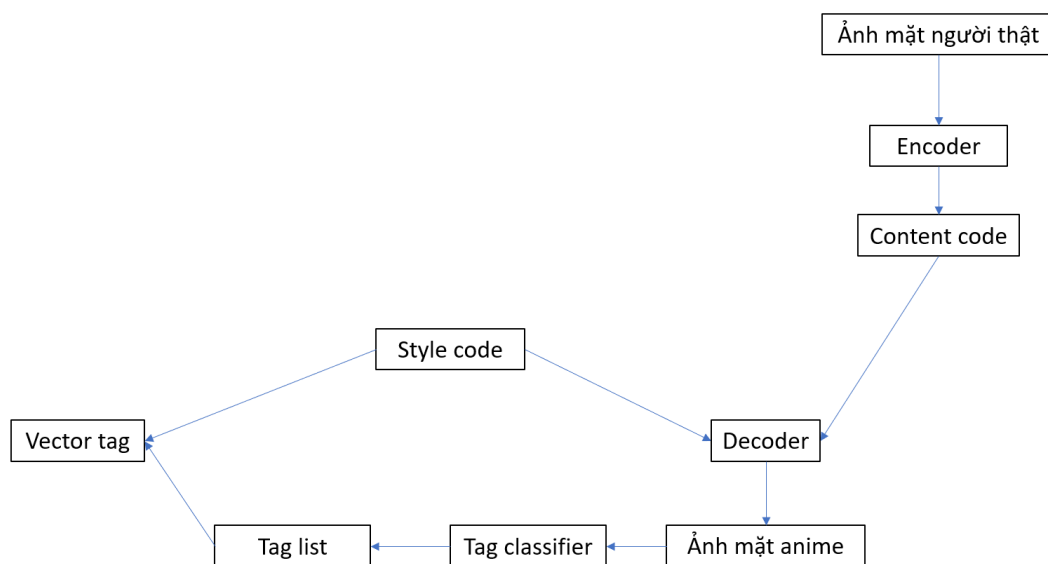 Ảnh mặt người thật
Encoder
Content code
Style code
Vector tag
Decoder
Tag list
Tag classifier
Ảnh mặt anime